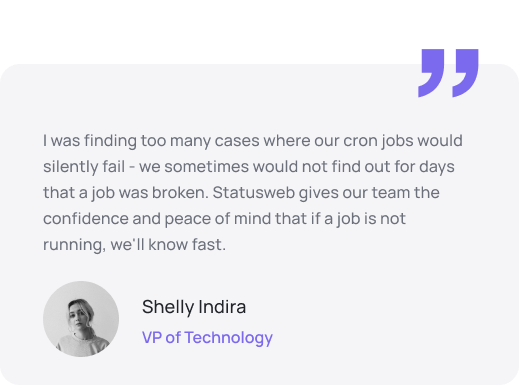 I was finding too many cases where our cron jobs would
silently fail - we sometimes would not find out for days
that a job was broken. Statusweb gives our team the
confidence and peace of mind that if a job is not
running, we'll know fast.
Shelly Indira
VP of Technology